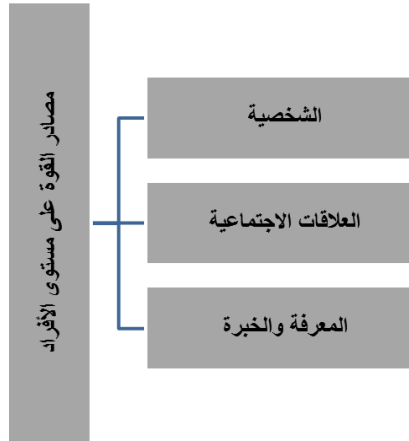 مصادر القوة على مستوى الأفراد
الشخصية
العلاقات الاجتماعية
المعرفة والخبرة